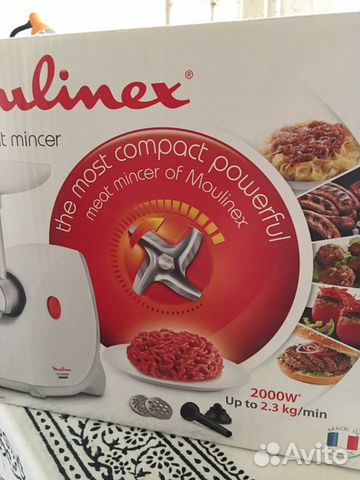 oulinex®
t mincer
the most compact powerful
meat mincer of Moulinex
Moulinex
2000W*
Up to 2.3 kg/min
MADE IN
Avito